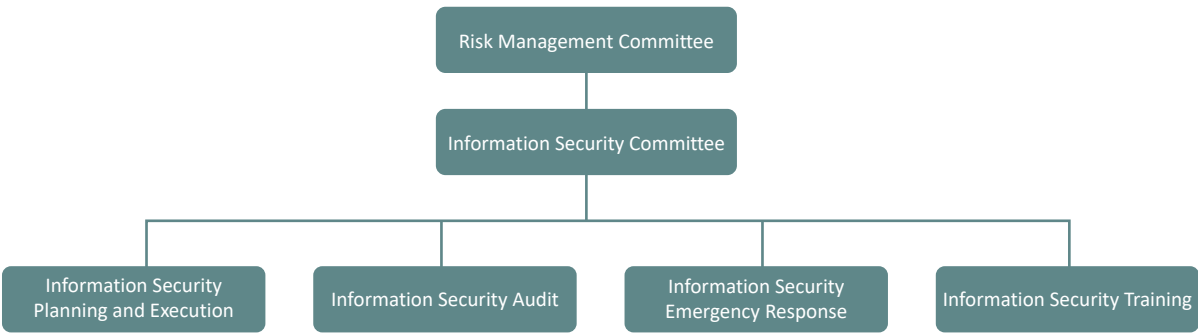 Risk Management Committee
Information Security Committee
Information Security
Planning and Execution
Information Security Audit
Information Security
Emergency Response
Information Security Training